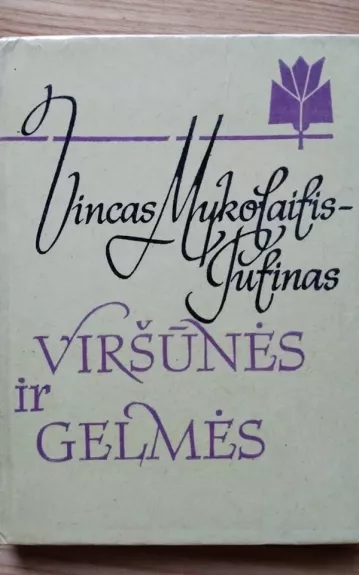 Vincas Mykolaitis-
Putinas
VIRŠŪNĖS
ir
GELMĖS